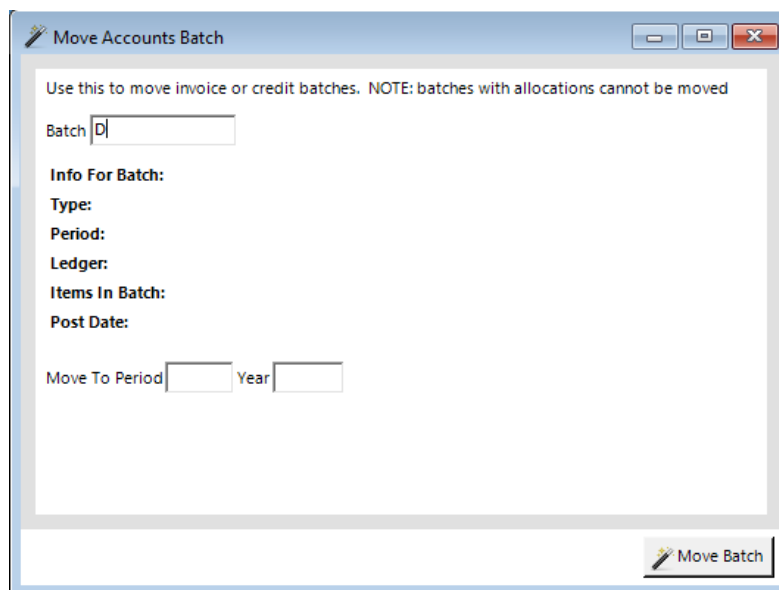 Move Accounts Batch
Use this to move invoice or credit batches.  NOTE: batches with allocations cannot be moved
Batch D
Info For Batch:
Type:
Period:
Ledger:
Items In Batch:
Post Date:
Move To Period Year
Move Batch